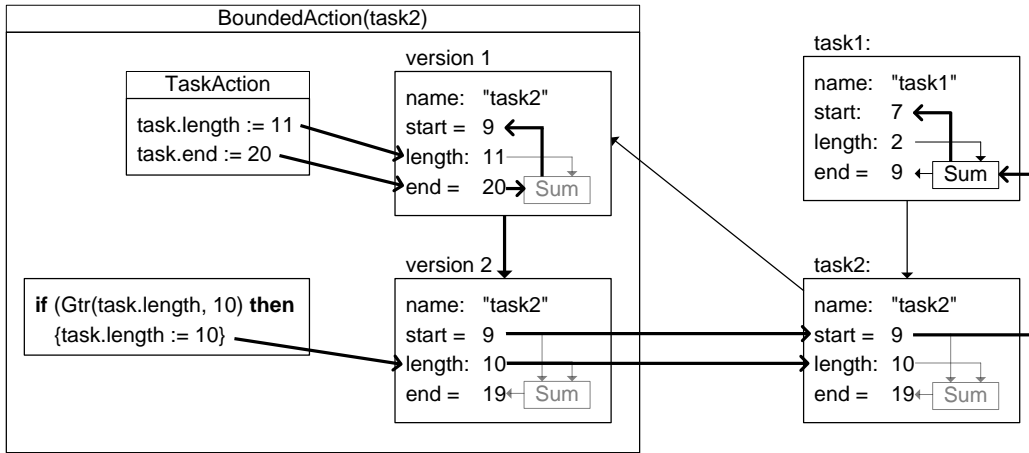 BoundedAction(task2)
TaskAction
task.length := 11
task.end := 20
version 1
name: "task2"
start = 9
length: 11
end = 20 Sum
if (Gtr(task.length, 10) then
{task.length := 10}
version 2
name: "task2"
start = 9
length: 10
end = 19 Sum
task1:
name: "task1"
start: 7
length: 2
end = 9 Sum
task2:
name: "task2"
start = 9
length: 10
end = 19 Sum